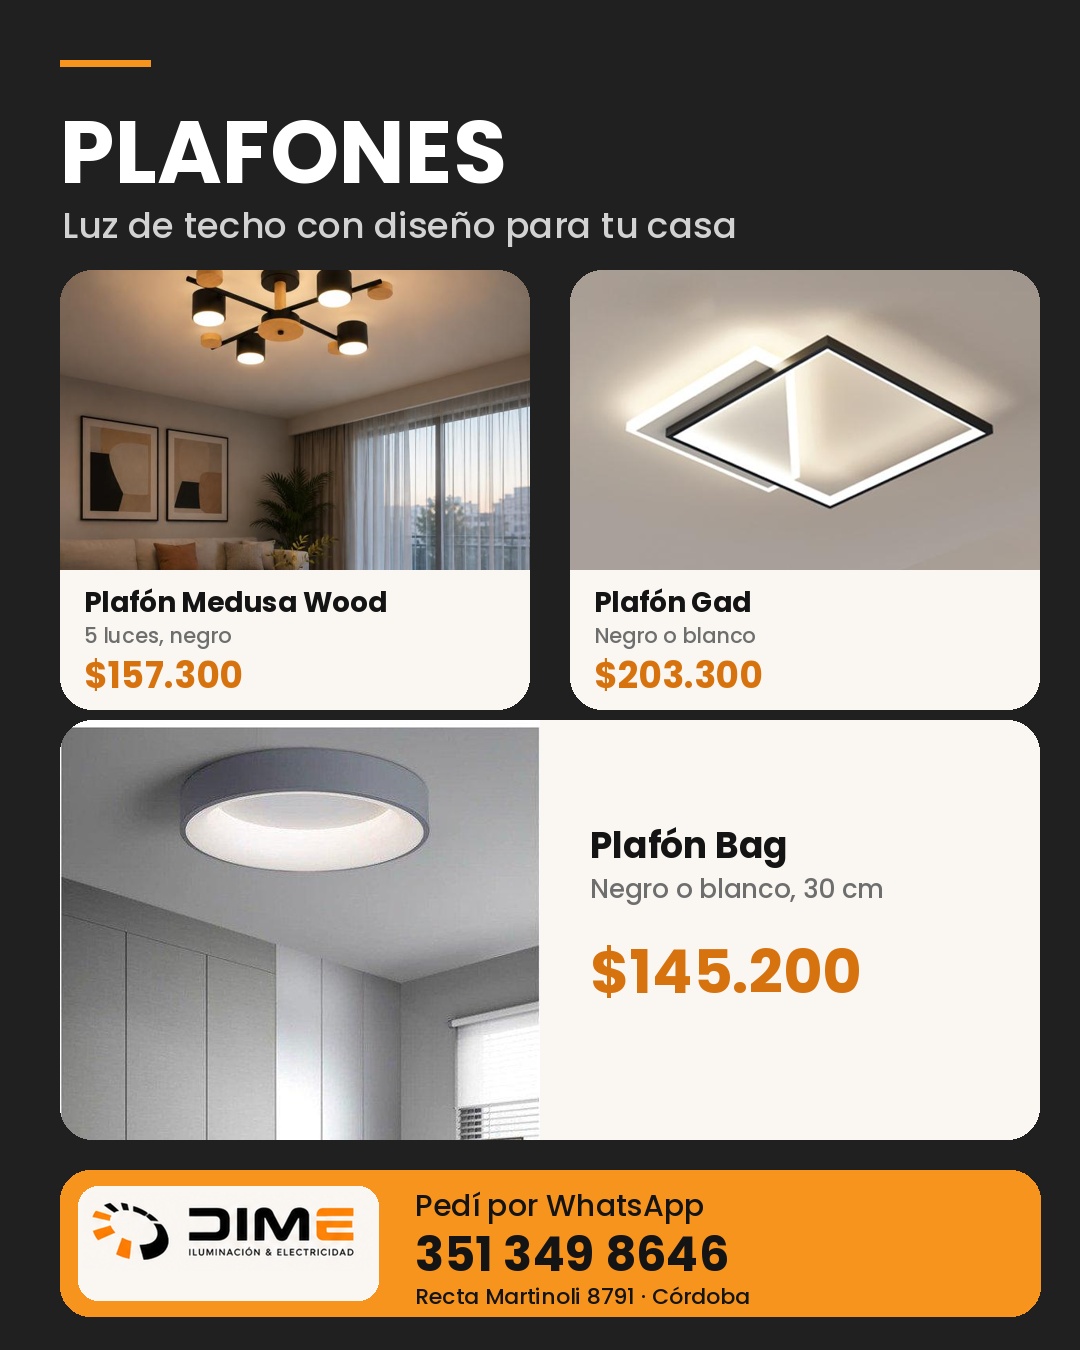 PLAFONES
Luz de techo con diseño para tu casa
Plafón Medusa Wood
5 luces, negro
$157.300
Plafón Gad
Negro o blanco
$203.300
Plafón Bag
Negro o blanco, 30 cm
$145.200
DIME
ILUMINACIÓN & ELECTRICIDAD
Pedí por WhatsApp
351 349 8646
Recta Martinoli 8791 · Córdoba